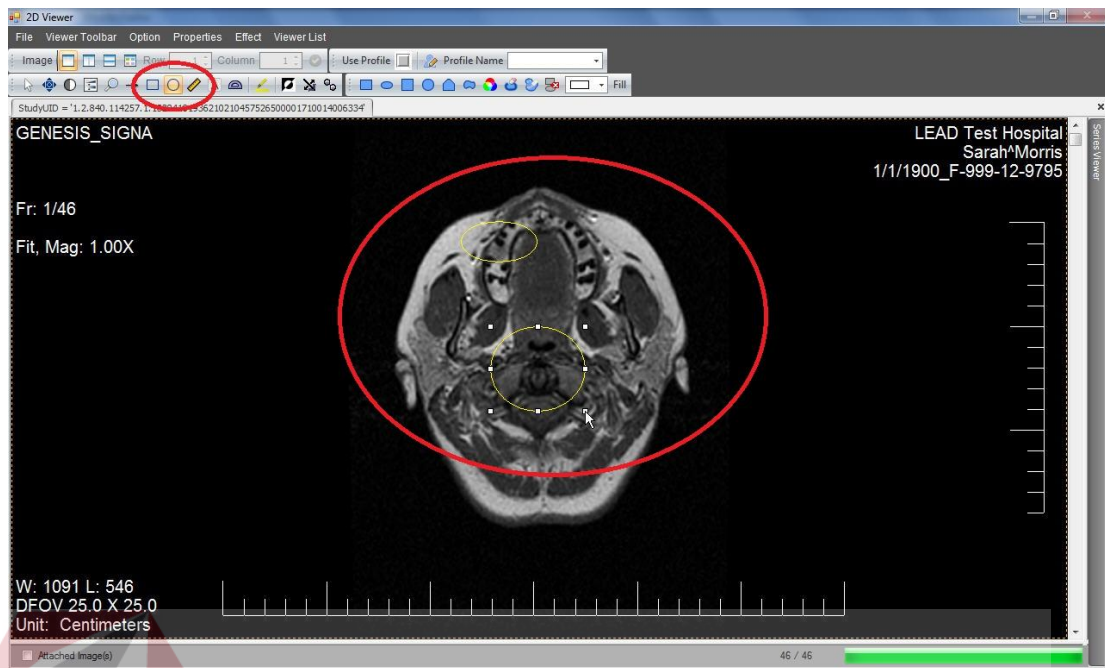 2D Viewer
File Viewer Toolbar Option Properties Effect Viewer List
Image Row 1 Column 1 Use Profile Profile Name
Fill
GENESIS_SIGNA
LEAD Test Hospital
Sarah^Morris
1/1/1900_F-999-12-9795
Series Viewer
Fr: 1/46
Fit, Mag: 1.00X
W: 1091 L: 546
DFOV 25.0 X 25.0
Unit: Centimeters
Attached Image(s)
46 / 46